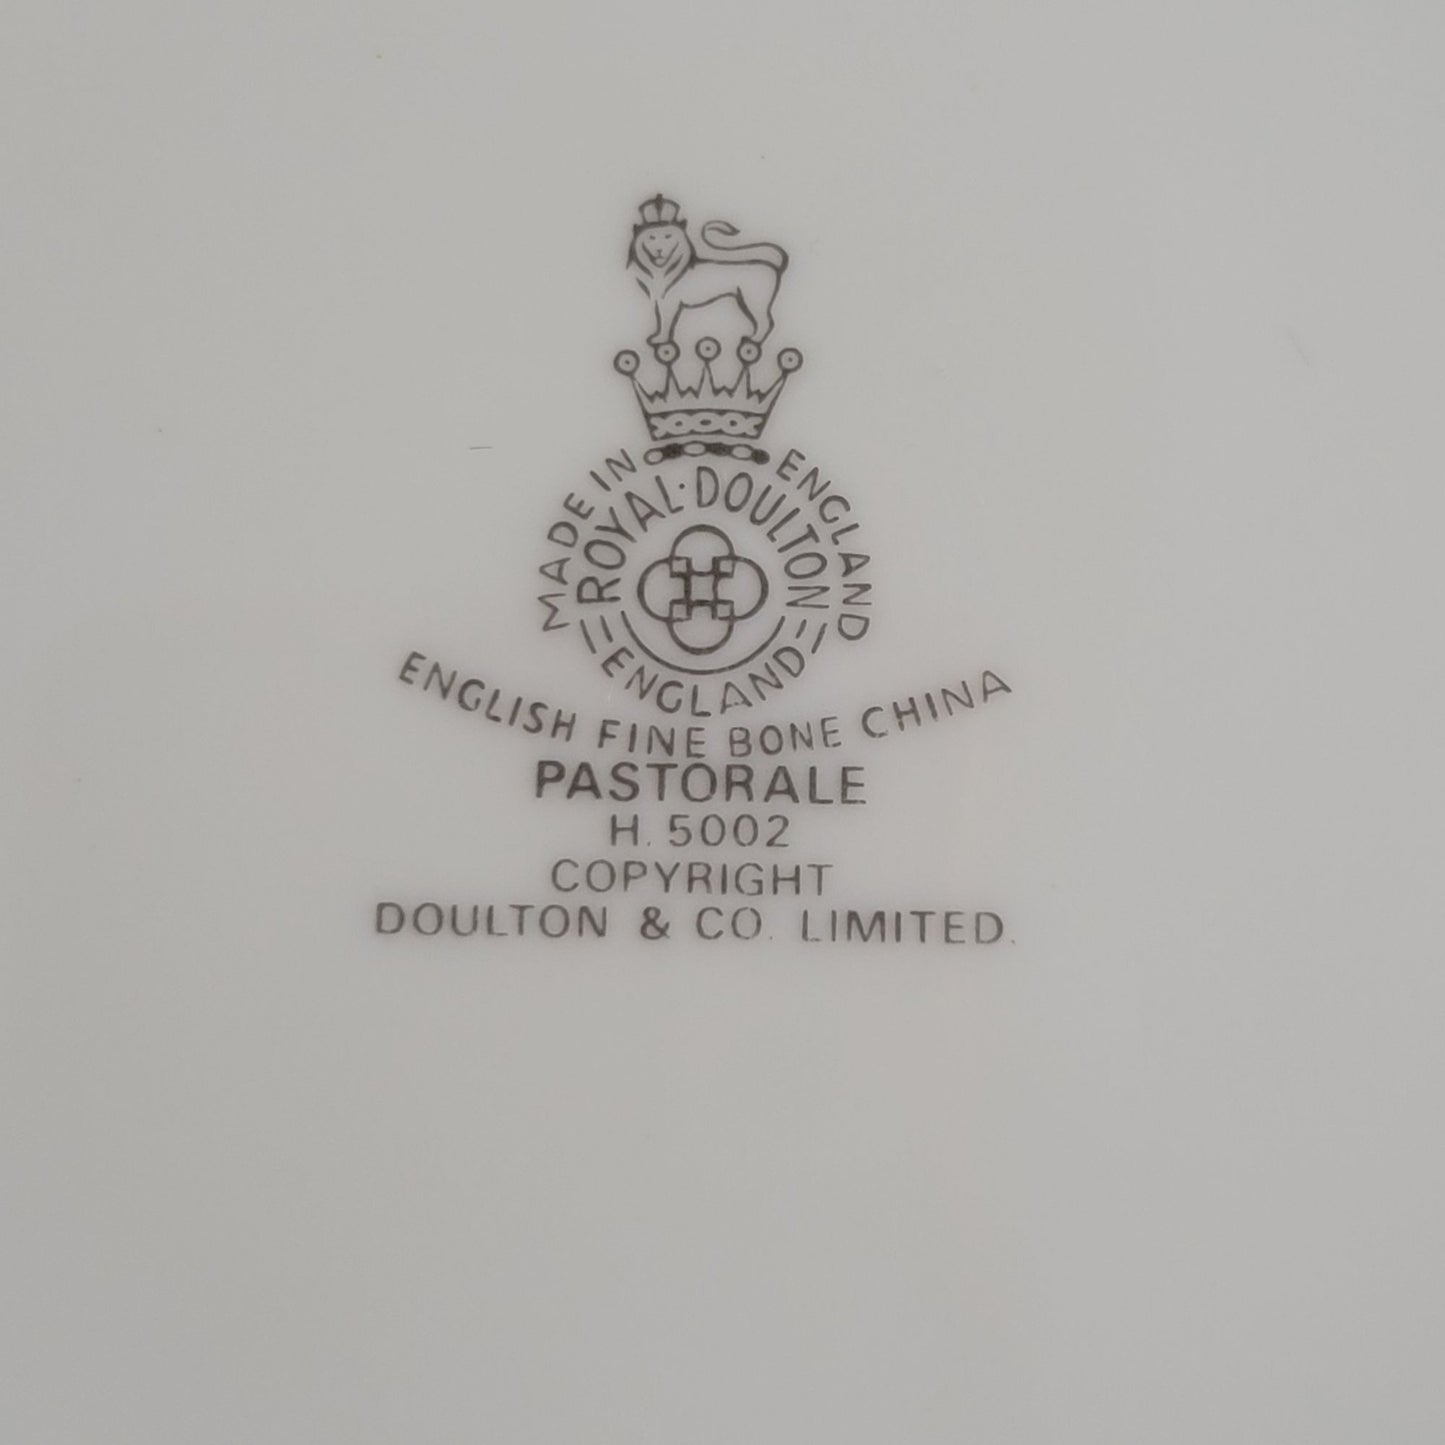 MADE IN ENGLAND
ROYAL·DOULTON
ENGLAND
ENGLISH FINE BONE CHINA
PASTORALE
H. 5002
COPYRIGHT
DOULTON & CO. LIMITED.